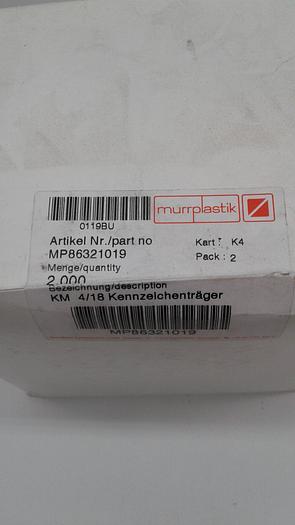 murrplastik
0119BU
Artikel Nr./part no Kart K4
MP86321019 Pack: 2
Menge/quantity
2.000
Bezeichnung/description
KM 4/18 Kennzeichenträger
MP86321019